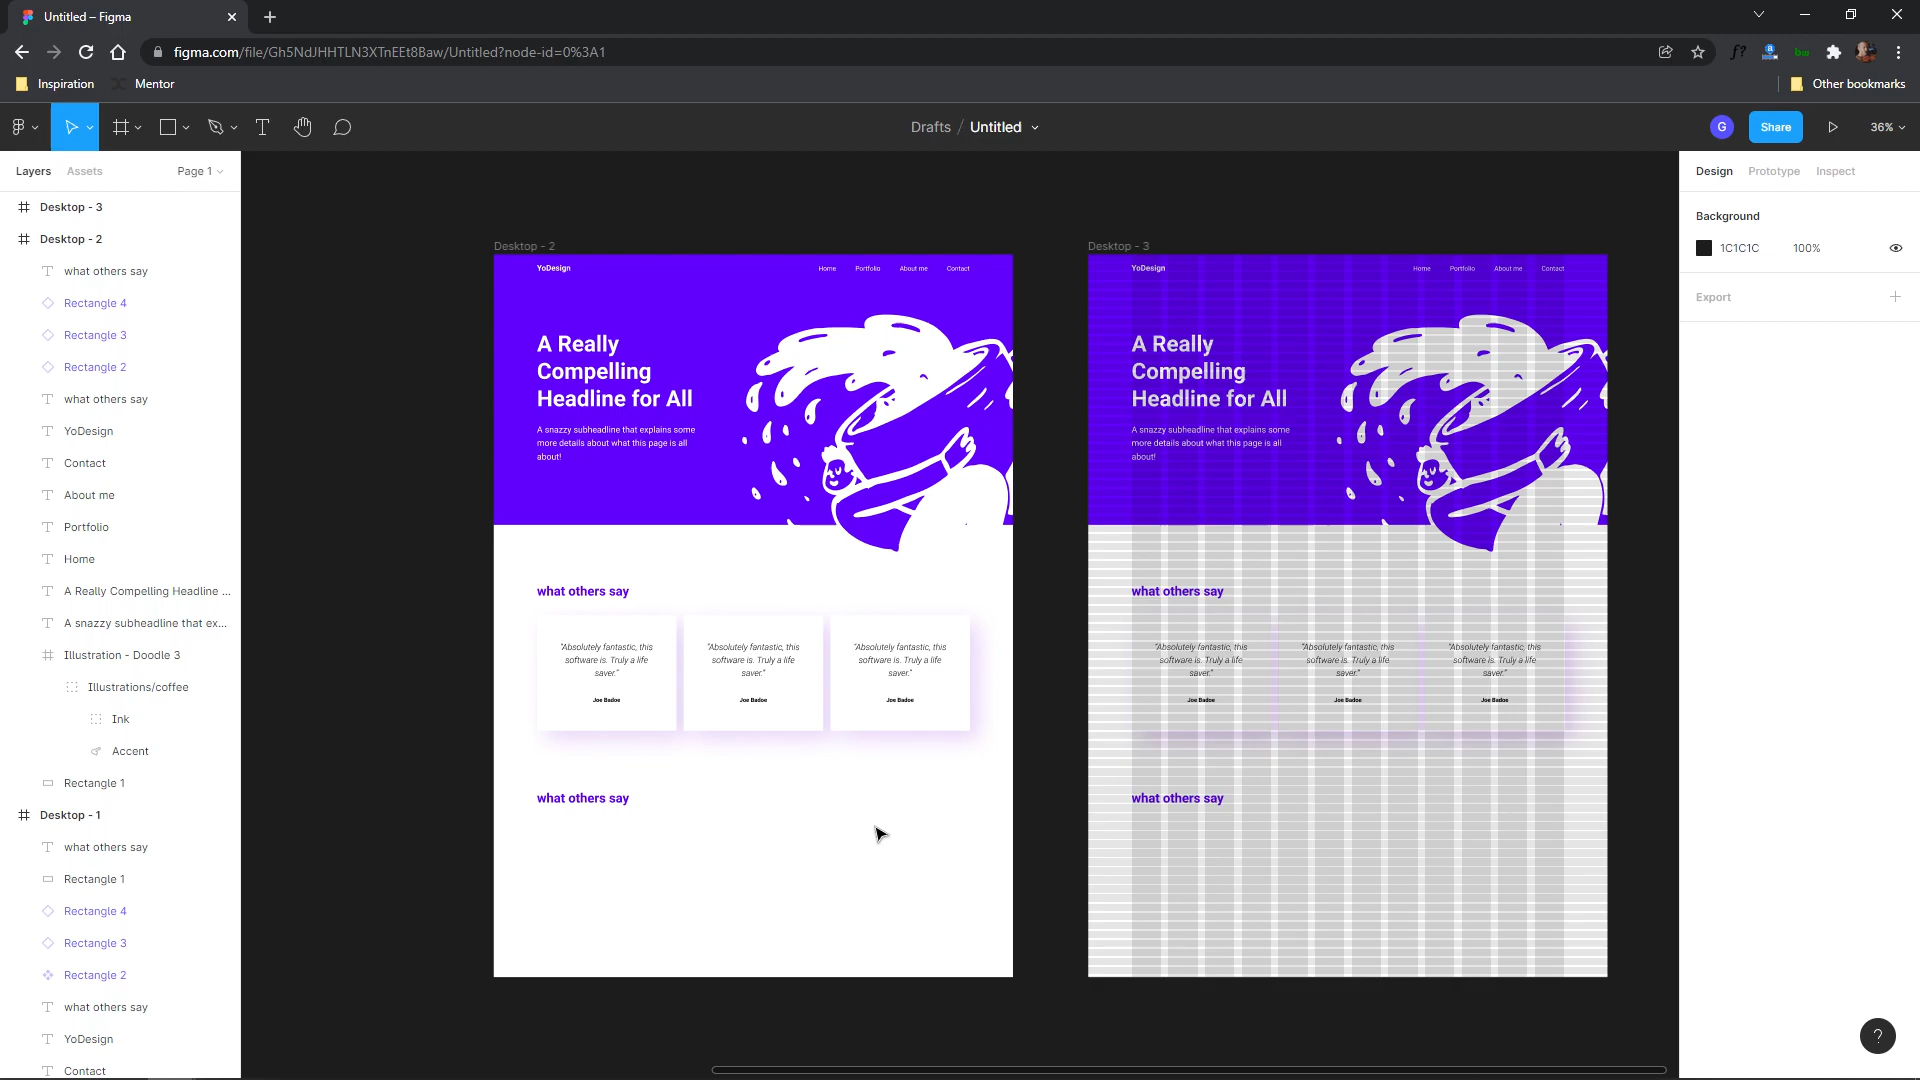 Untitled – Figma
figma.com/file/Gh5NdJHHTLN3XTnEEt8Baw/Untitled?node-id=0%3A1
f?
bw
Inspiration
Mentor
Other bookmarks
Drafts / Untitled
G
Share
36%
Layers
Assets
Page 1
Design
Prototype
Inspect
Desktop - 3
Desktop - 2
what others say
Rectangle 4
Rectangle 3
Rectangle 2
what others say
YoDesign
Contact
About me
Portfolio
Home
A Really Compelling Headline ...
A snazzy subheadline that ex...
Illustration - Doodle 3
Illustrations/coffee
Ink
Accent
Rectangle 1
Desktop - 1
what others say
Rectangle 1
Rectangle 4
Rectangle 3
Rectangle 2
what others say
YoDesign
Contact
Desktop - 2
YoDesign
Home
Portfolio
About me
Contact
A Really
Compelling
Headline for All
A snazzy subheadline that explains some
more details about what this page is all
about!
what others say
"Absolutely fantastic, this
software is. Truly a life
saver."
Joe Badoe
"Absolutely fantastic, this
software is. Truly a life
saver."
Joe Badoe
"Absolutely fantastic, this
software is. Truly a life
saver."
Joe Badoe
what others say
Desktop - 3
YoDesign
Home
Portfolio
About me
Contact
A Really
Compelling
Headline for All
A snazzy subheadline that explains some
more details about what this page is all
about!
what others say
"Absolutely fantastic, this
software is. Truly a life
saver."
Joe Badoe
"Absolutely fantastic, this
software is. Truly a life
saver."
Joe Badoe
"Absolutely fantastic, this
software is. Truly a life
saver."
Joe Badoe
what others say
Background
1C1C1C
100%
Export
?